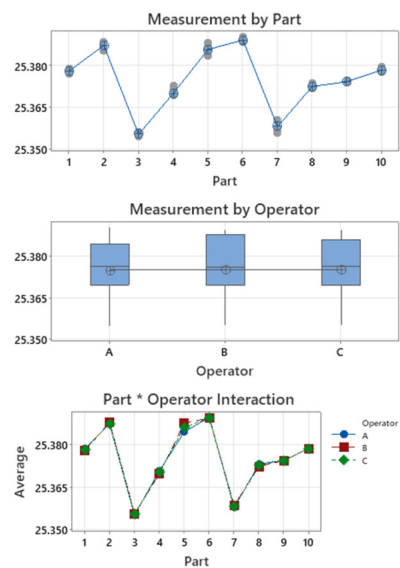 Measurement by Part
25.380
25.365
25.350
1 2 3 4 5 6 7 8 9 10
Part
Measurement by Operator
25.380
25.365
25.350
A B C
Operator
Part * Operator Interaction
Average
25.380
25.365
25.350
1 2 3 4 5 6 7 8 9 10
Part
Operator
A
B
C